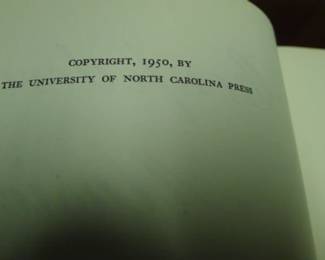 COPYRIGHT, 1950, BY
THE UNIVERSITY OF NORTH CAROLINA PRESS